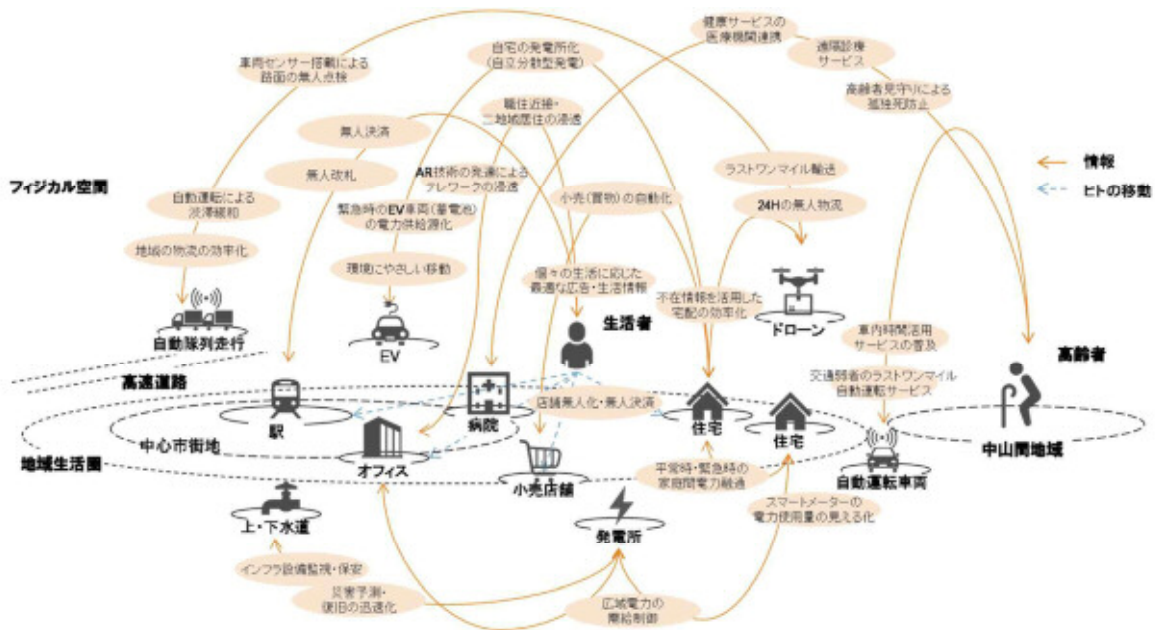 健康サービスの
医療機関連携
車両センサー搭載による
路面の無人点検
自宅の発電所化
(自立分散型発電)
遠隔診療
サービス
高齢者見守りによる
孤独死防止
職住近接・
二地域居住の浸透
無人決済
無人改札
AR技術の発達による
テレワークの浸透
ラストワンマイル輸送
情報
ヒトの移動
フィジカル空間
自動運転による
渋滞緩和
緊急時のEV車両(蓄電池)
の電力供給源化
小売(買物)の自動化
24Hの無人物流
地域の物流の効率化
環境にやさしい移動
個々の生活に応じた
最適な広告・生活情報
不在情報を活用した
宅配の効率化
生活者
ドローン
車内時間活用
サービスの普及
高齢者
自動隊列走行
EV
高速道路
交通弱者のラストワンマイル
自動運転サービス
店舗無人化・無人決済
駅
病院
住宅
住宅
中心市街地
地域生活圏
オフィス
小売店舗
平常時・緊急時の
家庭間電力融通
自動運転車両
中山間地域
スマートメーターの
電力使用量の見える化
上・下水道
発電所
インフラ設備監視・保安
災害予測・
復旧の迅速化
広域電力の
需給制御